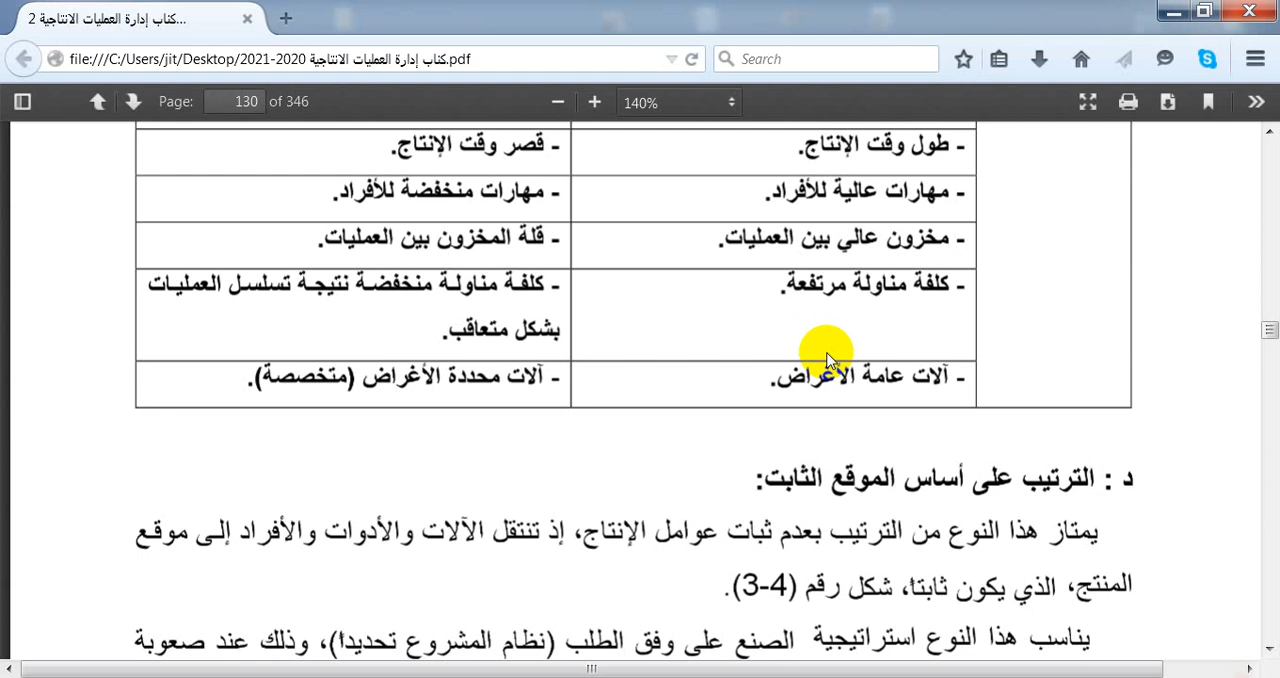 كتاب إدارة العمليات الانتاجية 2...
file:///C:/Users/jit/Desktop/2021-2020 كتاب إدارة العمليات الانتاجية.pdf
Search
Page: 130 of 346
140%
- طول وقت الإنتاج.
- قصر وقت الإنتاج.
- مهارات عالية للأفراد.
- مهارات منخفضة للأفراد.
- مخزون عالي بين العمليات.
- قلة المخزون بين العمليات.
- كلفة مناولة مرتفعة.
- كلفة مناولة منخفضة نتيجة تسلسل العمليات
بشكل متعاقب.
- آلات عامة الأغراض.
- آلات محددة الأغراض (متخصصة).
د : الترتيب على أساس الموقع الثابت:
يمتاز هذا النوع من الترتيب بعدم ثبات عوامل الإنتاج، إذ تنتقل الآلات والأدوات والأفراد إلى موقع
المنتج، الذي يكون ثابتاً، شكل رقم (4-3).
يناسب هذا النوع استراتيجية الصنع على وفق الطلب (نظام المشروع تحديداً)، وذلك عند صعوبة